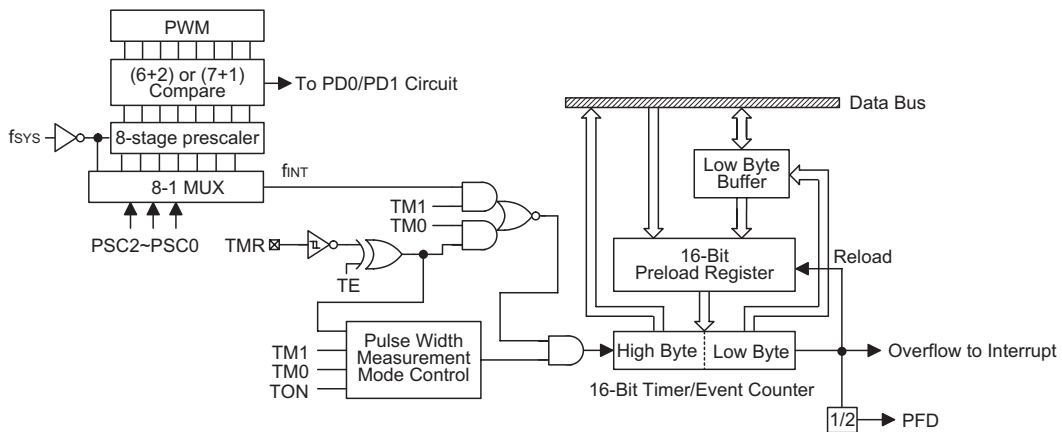 PWM
(6+2) or (7+1)
Compare
To PD0/PD1 Circuit
Data Bus
fSYS
8-stage prescaler
Low Byte
Buffer
8-1 MUX
fINT
TM1
TM0
PSC2~PSC0
TMR
TE
16-Bit
Preload Register
Reload
TM1
TM0
TON
Pulse Width
Measurement
Mode Control
High Byte
Low Byte
Overflow to Interrupt
16-Bit Timer/Event Counter
1/2
PFD